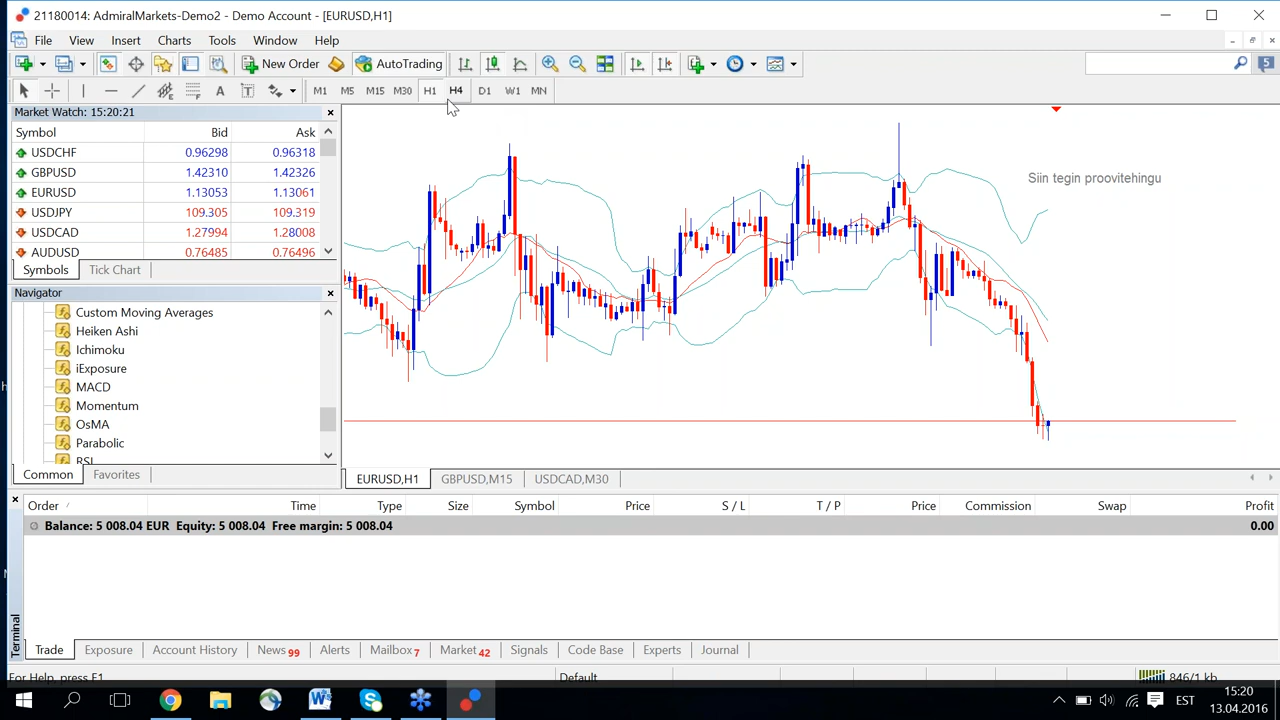 21180014: AdmiralMarkets-Demo2 - Demo Account - [EURUSD,H1]
File View Insert Charts Tools Window Help
New Order AutoTrading 5
A T M1 M5 M15 M30 H1 H4 D1 W1 MN
Market Watch: 15:20:21
Symbol Bid Ask
USDCHF 0.96298 0.96318
GBPUSD 1.42310 1.42326
EURUSD 1.13053 1.13061
USDJPY 109.305 109.319
USDCAD 1.27994 1.28008
AUDUSD 0.76485 0.76496
Symbols Tick Chart
Siin tegin proovitehingu
Navigator
Custom Moving Averages
Heiken Ashi
Ichimoku
iExposure
MACD
Momentum
OsMA
Parabolic
RSI
Common Favorites
EURUSD,H1 GBPUSD,M15 USDCAD,M30
Order / Time Type Size Symbol Price S / L T / P Price Commission Swap Profit
Balance: 5 008.04 EUR Equity: 5 008.04 Free margin: 5 008.04 0.00
Terminal
Trade Exposure Account History News 99 Alerts Mailbox 7 Market 42 Signals Code Base Experts Journal
For Help, press F1 Default 846/1 kb
EST
15:20
13.04.2016